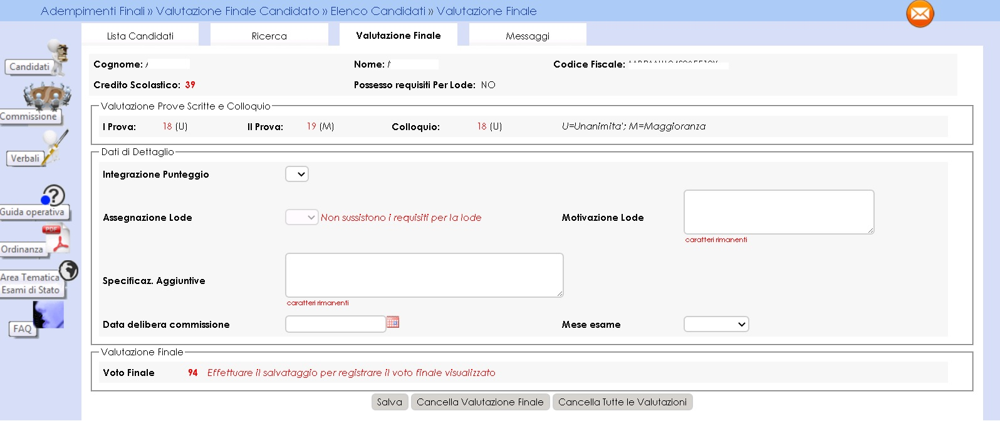 Adempimenti Finali » Valutazione Finale Candidato » Elenco Candidati » Valutazione Finale
Lista Candidati Ricerca Valutazione Finale Messaggi
Cognome: Nome: Codice Fiscale:
Credito Scolastico: 39 Possesso requisiti Per Lode: NO
Valutazione Prove Scritte e Colloquio
I Prova: 18 (U) II Prova: 19 (M) Colloquio: 18 (U) U=Unanimita'; M=Maggioranza
Dati di Dettaglio
Integrazione Punteggio
Assegnazione Lode Non sussistono i requisiti per la lode Motivazione Lode
caratteri rimanenti
Specificaz. Aggiuntive
caratteri rimanenti
Data delibera commissione Mese esame
Valutazione Finale
Voto Finale 94 Effettuare il salvataggio per registrare il voto finale visualizzato
Salva Cancella Valutazione Finale Cancella Tutte le Valutazioni
Candidati
Commissione
Verbali
Guida operativa
PDF
Ordinanza
Area Tematica
Esami di Stato
FAQ